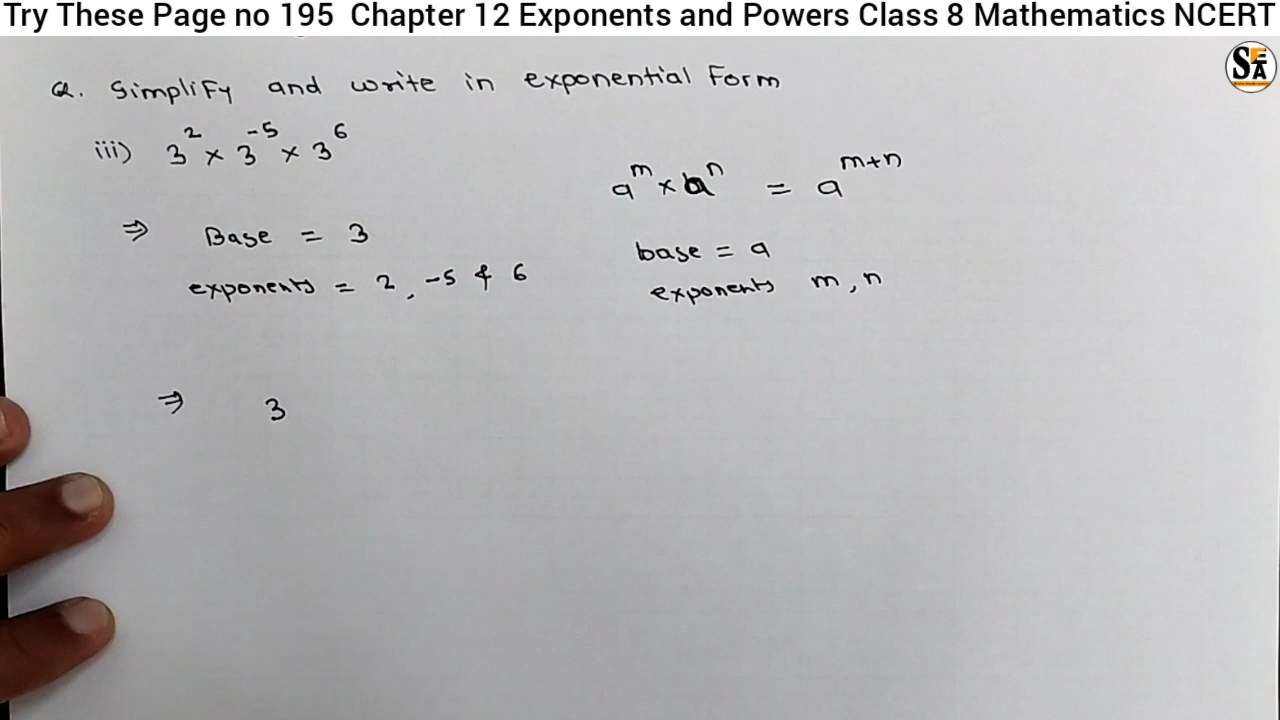 Try These Page no 195 Chapter 12 Exponents and Powers Class 8 Mathematics NCERT
SFEA
Q. Simplify and write in exponential Form
iii) 3^2 × 3^-5 × 3^6
a^m × a^n = a^m+n
⇒ Base = 3
base = a
exponents = 2, -5 & 6
exponents m, n
⇒ 3